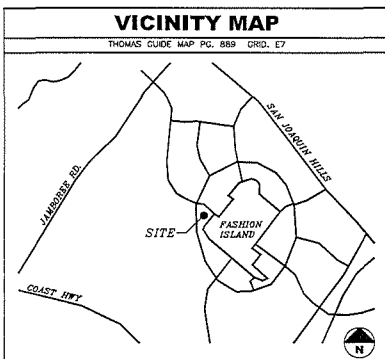 VICINITY MAP
THOMAS GUIDE MAP PG. 889 GRID. E7
SAN JOAQUIN HILLS
JAMBOREE RD.
FASHION
ISLAND
SITE
COAST HWY
N